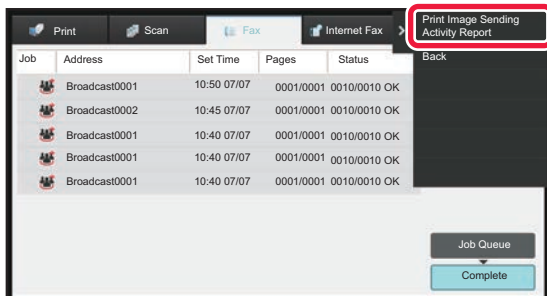 Print Scan Fax Internet Fax
Print Image Sending
Activity Report
Job Address Set Time Pages Status
Back
Broadcast0001 10:50 07/07 0001/0001 0010/0010 OK
Broadcast0002 10:45 07/07 0001/0001 0010/0010 OK
Broadcast0001 10:40 07/07 0001/0001 0010/0010 OK
Broadcast0001 10:40 07/07 0001/0001 0010/0010 OK
Broadcast0001 10:40 07/07 0001/0001 0010/0010 OK
Job Queue
Complete